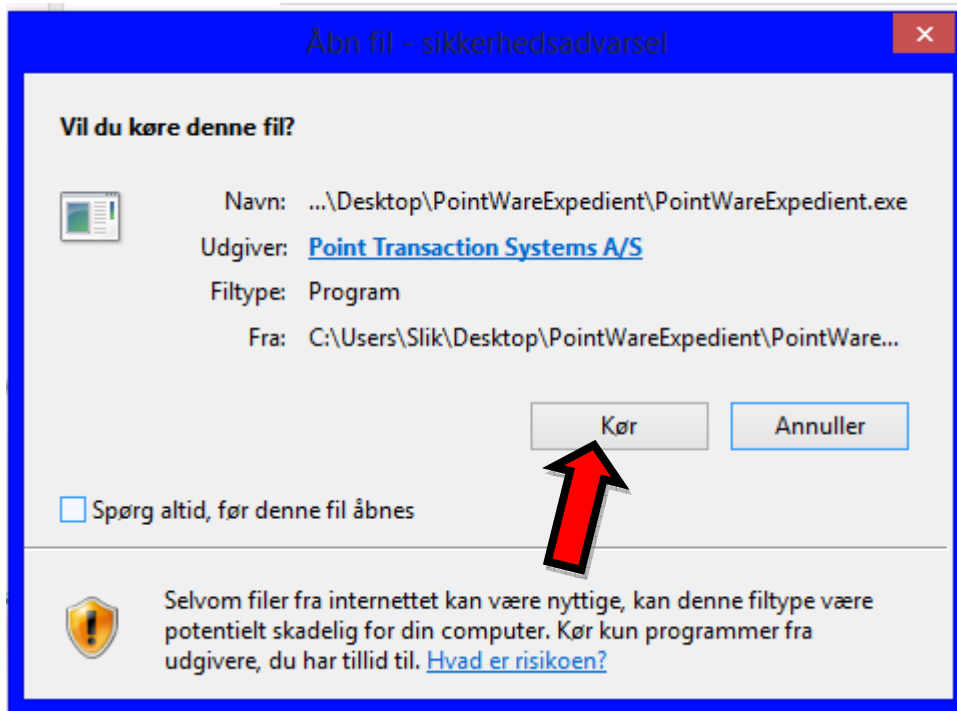 Åbn fil - sikkerhedsadvarsel
Vil du køre denne fil?
Navn: ...\Desktop\PointWareExpedient\PointWareExpedient.exe
Udgiver: Point Transaction Systems A/S
Filtype: Program
Fra: C:\Users\Slik\Desktop\PointWareExpedient\PointWare...
Kør Annuller
Spørg altid, før denne fil åbnes
Selvom filer fra internettet kan være nyttige, kan denne filtype være
potentielt skadelig for din computer. Kør kun programmer fra
udgivere, du har tillid til. Hvad er risikoen?